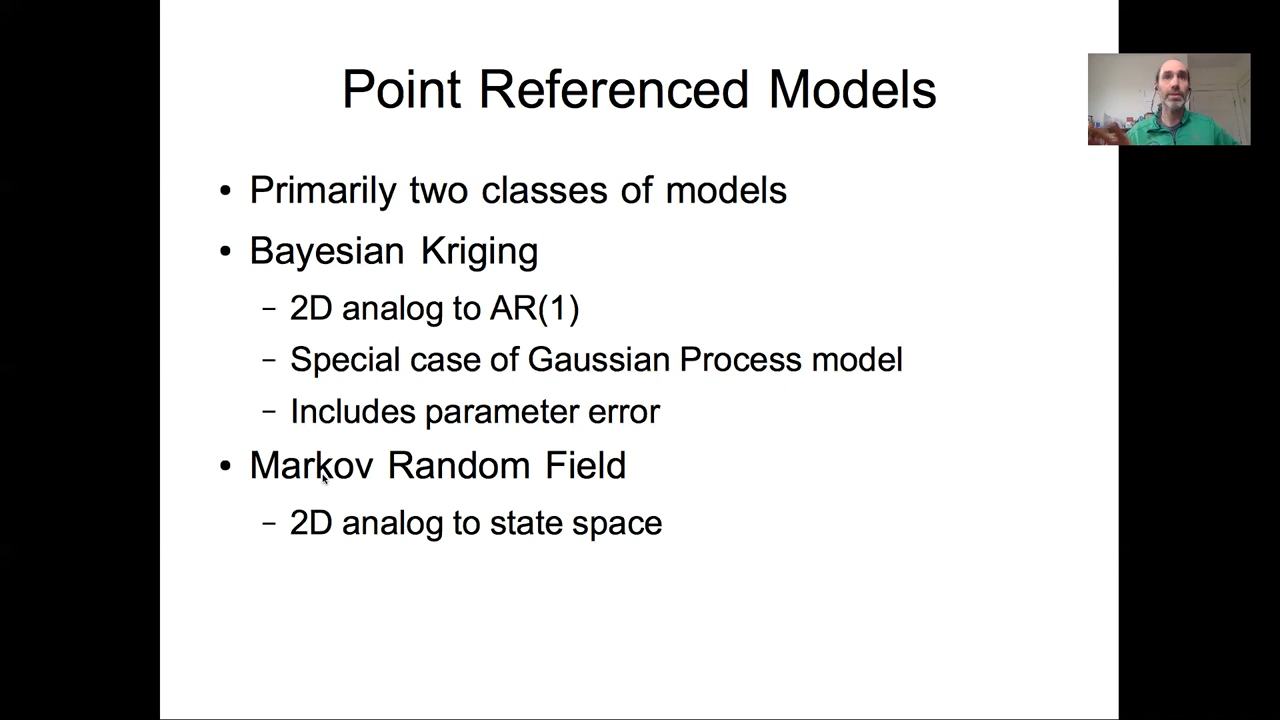 Point Referenced Models
• Primarily two classes of models
• Bayesian Kriging
– 2D analog to AR(1)
– Special case of Gaussian Process model
– Includes parameter error
• Markov Random Field
– 2D analog to state space